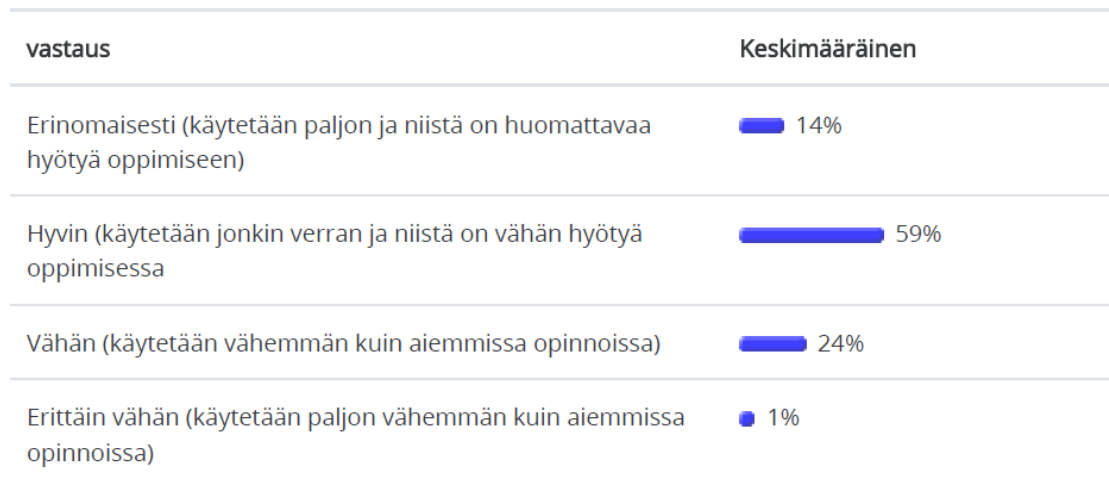 vastaus Keskimääräinen
Erinomaisesti (käytetään paljon ja niistä on huomattavaa
hyötyä oppimiseen)
14%
Hyvin (käytetään jonkin verran ja niistä on vähän hyötyä
oppimisessa
59%
Vähän (käytetään vähemmän kuin aiemmissa opinnoissa)
24%
Erittäin vähän (käytetään paljon vähemmän kuin aiemmissa
opinnoissa)
1%